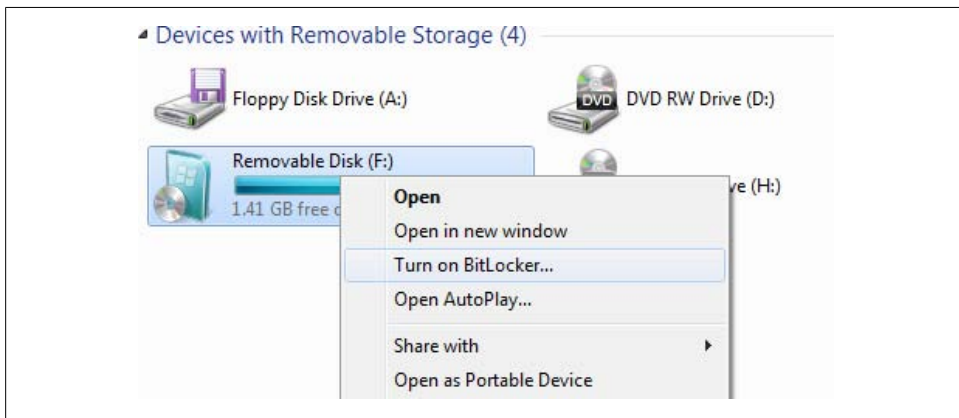 Devices with Removable Storage (4)
Floppy Disk Drive (A:)
DVD RW Drive (D:)
DVD
Removable Disk (F:)
1.41 GB free
(H:)
Open
Open in new window
Turn on BitLocker...
Open AutoPlay...
Share with
Open as Portable Device